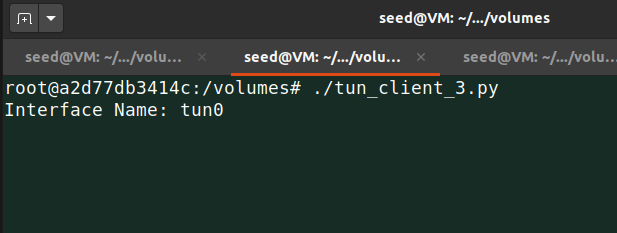 seed@VM: ~/.../volumes
seed@VM: ~/.../volu... × seed@VM: ~/.../volu... × seed@VM: ~/.../volu...
root@a2d77db3414c:/volumes# ./tun_client_3.py
Interface Name: tun0